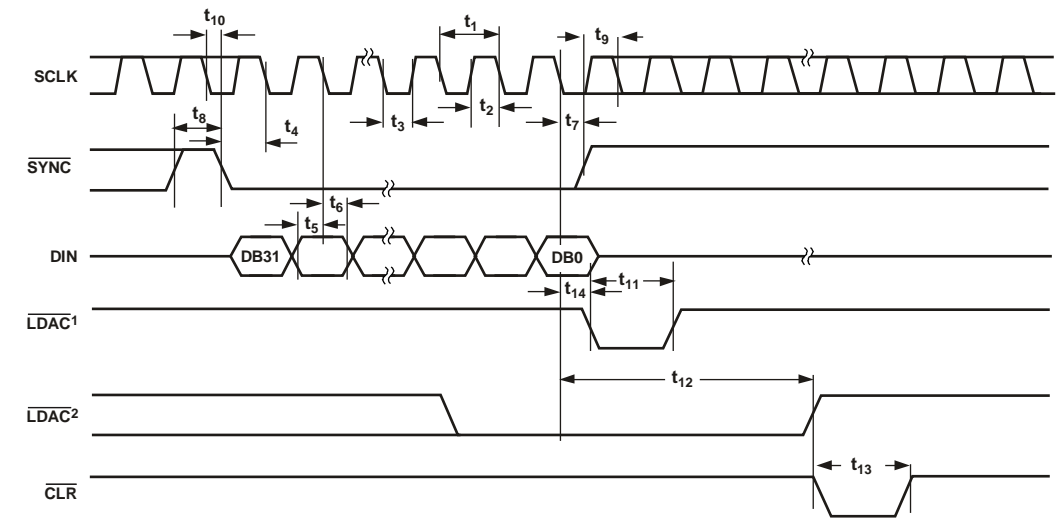 t10
t1
t9
SCLK
t8
t4
t3
t2
t7
SYNC
t6
t5
DIN
DB31
DB0
t14
t11
LDAC1
t12
LDAC2
t13
CLR